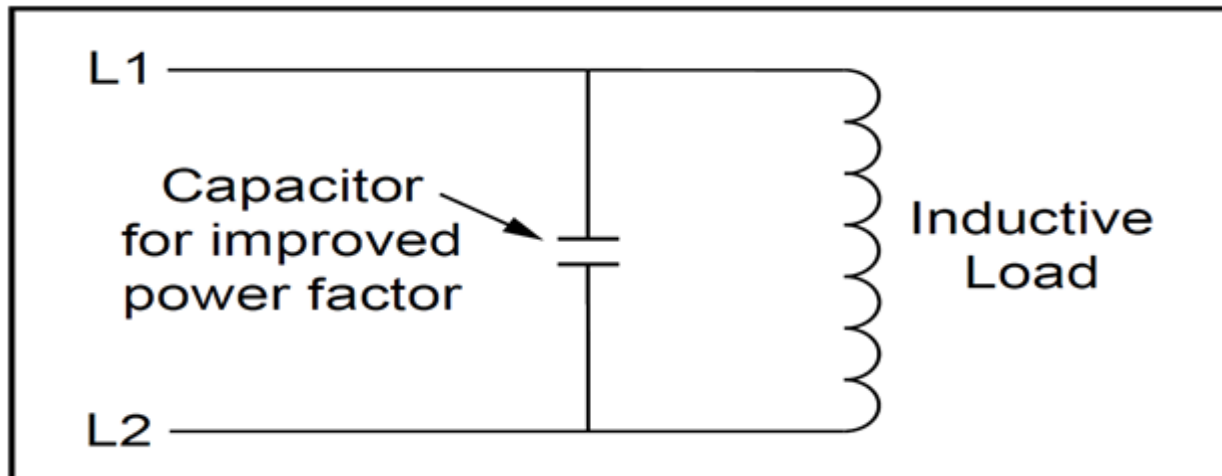 L1
Capacitor
for improved
power factor
Inductive
Load
L2